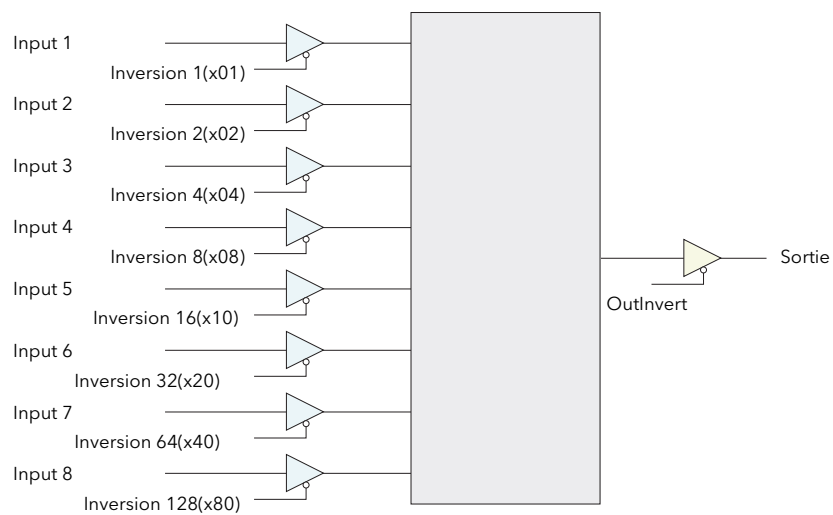 Input 1
Inversion 1(x01)
Input 2
Inversion 2(x02)
Input 3
Inversion 4(x04)
Input 4
Inversion 8(x08)
Sortie
Input 5
OutInvert
Inversion 16(x10)
Input 6
Inversion 32(x20)
Input 7
Inversion 64(x40)
Input 8
Inversion 128(x80)